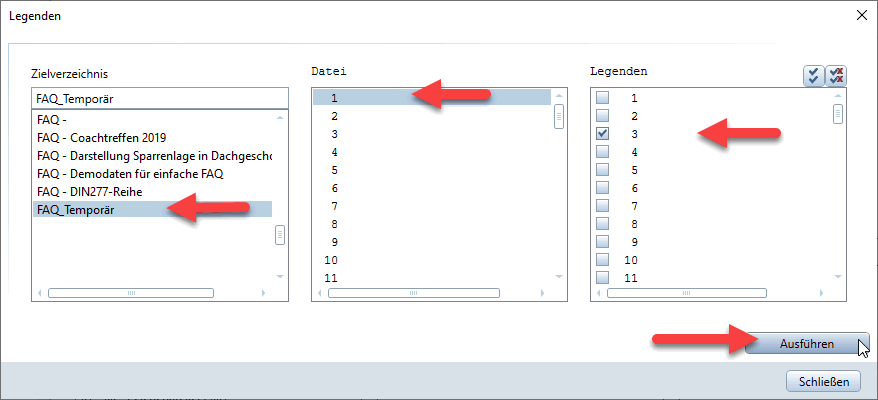 Legenden
Zielverzeichnis
FAQ_Temporär
FAQ -
FAQ - Coachtreffen 2019
FAQ - Darstellung Sparrenlage in Dachgescho
FAQ - Demodaten für einfache FAQ
FAQ - DIN277-Reihe
FAQ_Temporär
Datei
1
2
3
4
5
6
7
8
9
10
11
Legenden
1
2
3
4
5
6
7
8
9
10
11
Ausführen
Schließen